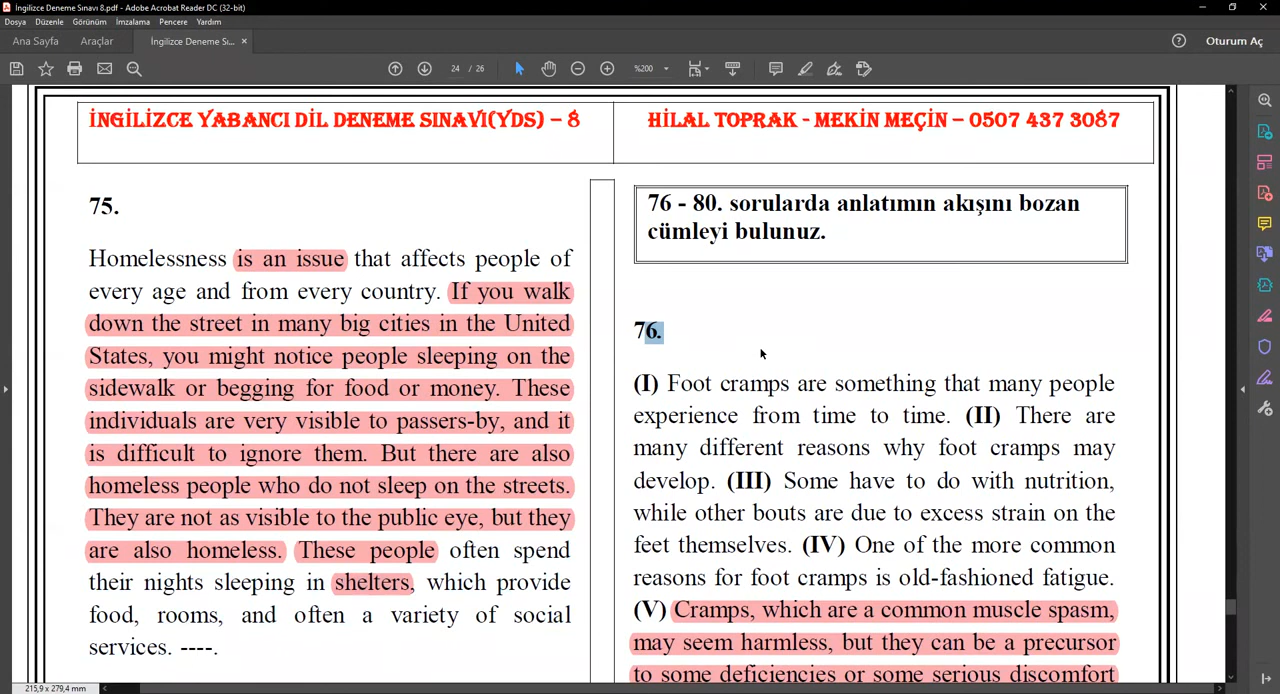 İngilizce Deneme Sınavı 8.pdf - Adobe Acrobat Reader DC (32-bit)
Dosya Düzenle Görünüm İmzalama Pencere Yardım
Ana Sayfa Araçlar İngilizce Deneme Sı... × Oturum Aç
24 / 26 %200
İNGİLİZCE YABANCI DİL DENEME SINAVI(YDS) – 8
HİLAL TOPRAK - MEKİN MEÇİN – 0507 437 3087
75.
Homelessness is an issue that affects people of
every age and from every country. If you walk
down the street in many big cities in the United
States, you might notice people sleeping on the
sidewalk or begging for food or money. These
individuals are very visible to passers-by, and it
is difficult to ignore them. But there are also
homeless people who do not sleep on the streets.
They are not as visible to the public eye, but they
are also homeless. These people often spend
their nights sleeping in shelters, which provide
food, rooms, and often a variety of social
services. ----.
76 - 80. sorularda anlatımın akışını bozan
cümleyi bulunuz.
76.
(I) Foot cramps are something that many people
experience from time to time. (II) There are
many different reasons why foot cramps may
develop. (III) Some have to do with nutrition,
while other bouts are due to excess strain on the
feet themselves. (IV) One of the more common
reasons for foot cramps is old-fashioned fatigue.
(V) Cramps, which are a common muscle spasm,
may seem harmless, but they can be a precursor
to some deficiencies or some serious discomfort
215,9 x 279,4 mm